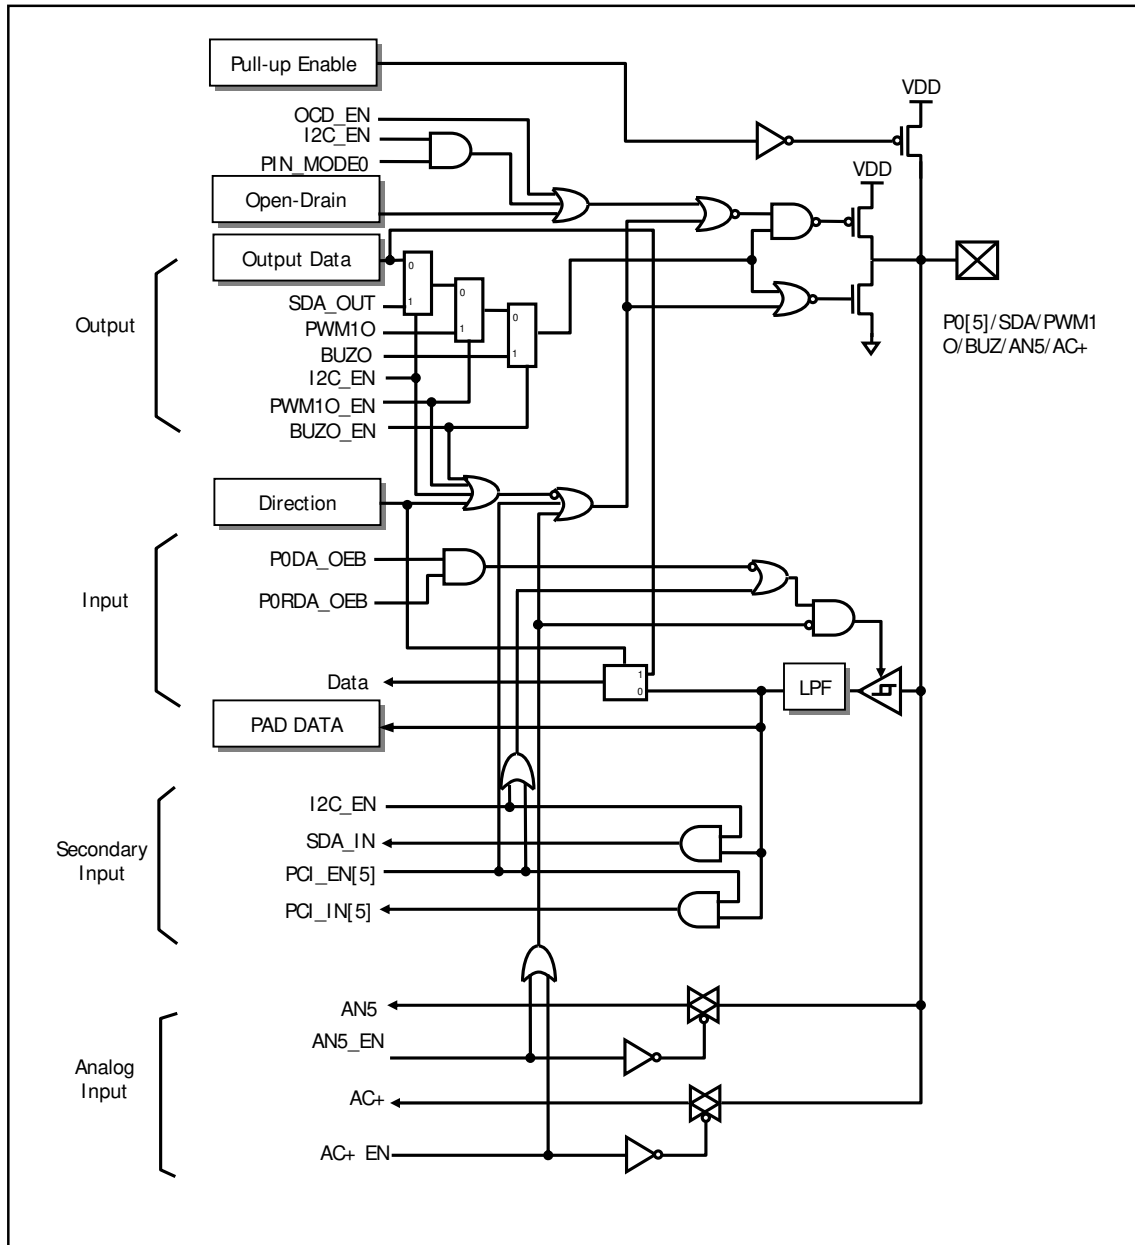 Pull-up Enable
VDD
OCD_EN
I2C_EN
PIN_MODE0
VDD
Open-Drain
Output Data
0
1
SDA_OUT
0
1
PWM1O
0
1
BUZO
Output
I2C_EN
PWM1O_EN
BUZO_EN
P0[5]/SDA/PWM1
O/BUZ/AN5/AC+
Direction
P0DA_OEB
Input
P0RDA_OEB
1
0
Data
LPF
PAD DATA
I2C_EN
SDA_IN
Secondary
Input
PCI_EN[5]
PCI_IN[5]
AN5
AN5_EN
Analog
Input
AC+
AC+_EN